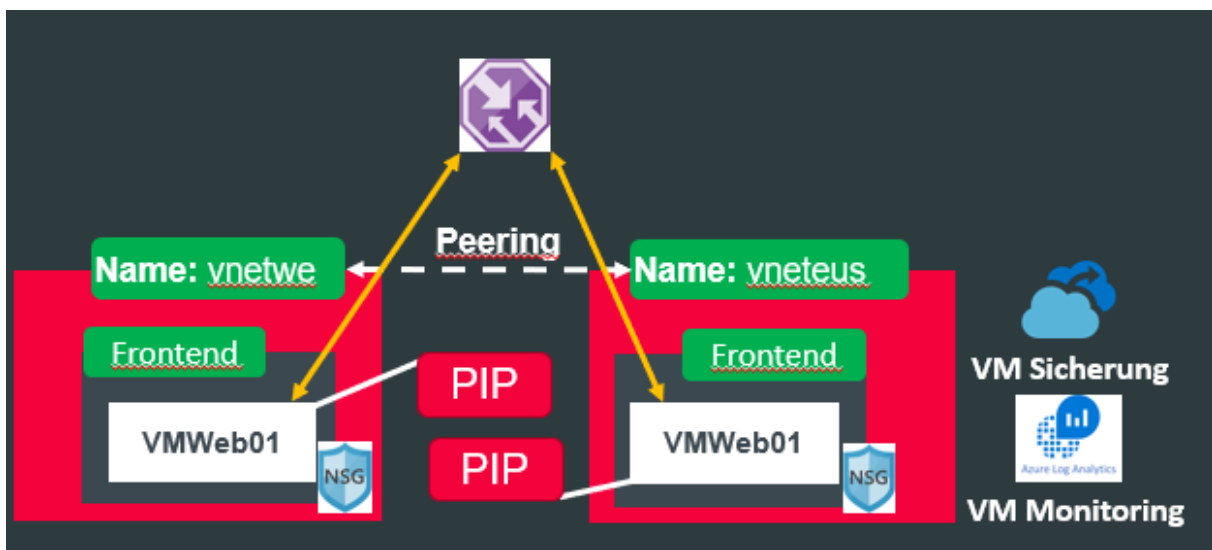 Peering
Name: vnetwe
Name: vneteus
Frontend
Frontend
PIP
VMWeb01
VMWeb01
PIP
NSG
NSG
VM Sicherung
Azure Log Analytics
VM Monitoring